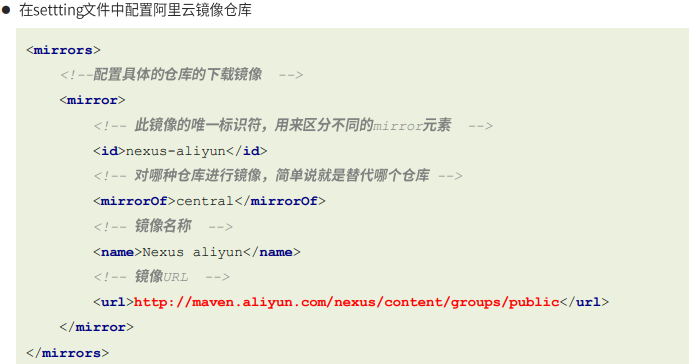 ● 在settting文件中配置阿里云镜像仓库
<mirrors>
<!--配置具体的仓库的下载镜像 -->
<mirror>
<!-- 此镜像的唯一标识符，用来区分不同的mirror元素 -->
<id>nexus-aliyun</id>
<!-- 对哪种仓库进行镜像，简单说就是替代哪个仓库 -->
<mirrorOf>central</mirrorOf>
<!-- 镜像名称 -->
<name>Nexus aliyun</name>
<!-- 镜像URL -->
<url>http://maven.aliyun.com/nexus/content/groups/public</url>
</mirror>
</mirrors>